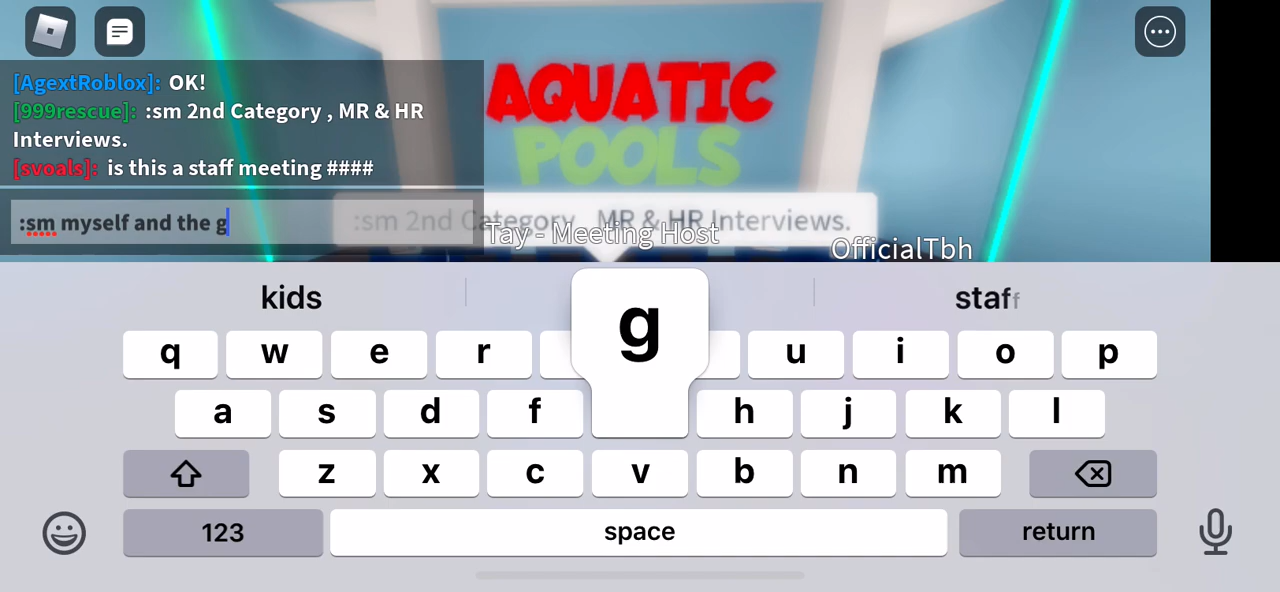 [AgextRoblox]: OK!
[999rescue]: :sm 2nd Category , MR & HR
Interviews.
[svoals]: is this a staff meeting ####
:sm myself and the g
AQUATIC
POOLS
:sm 2nd Category , MR & HR Interviews.
Tay - Meeting Host
OfficialTbh
kids
staff
q w e r u i o p
g
a s d f h j k l
z x c v b n m
123 space return